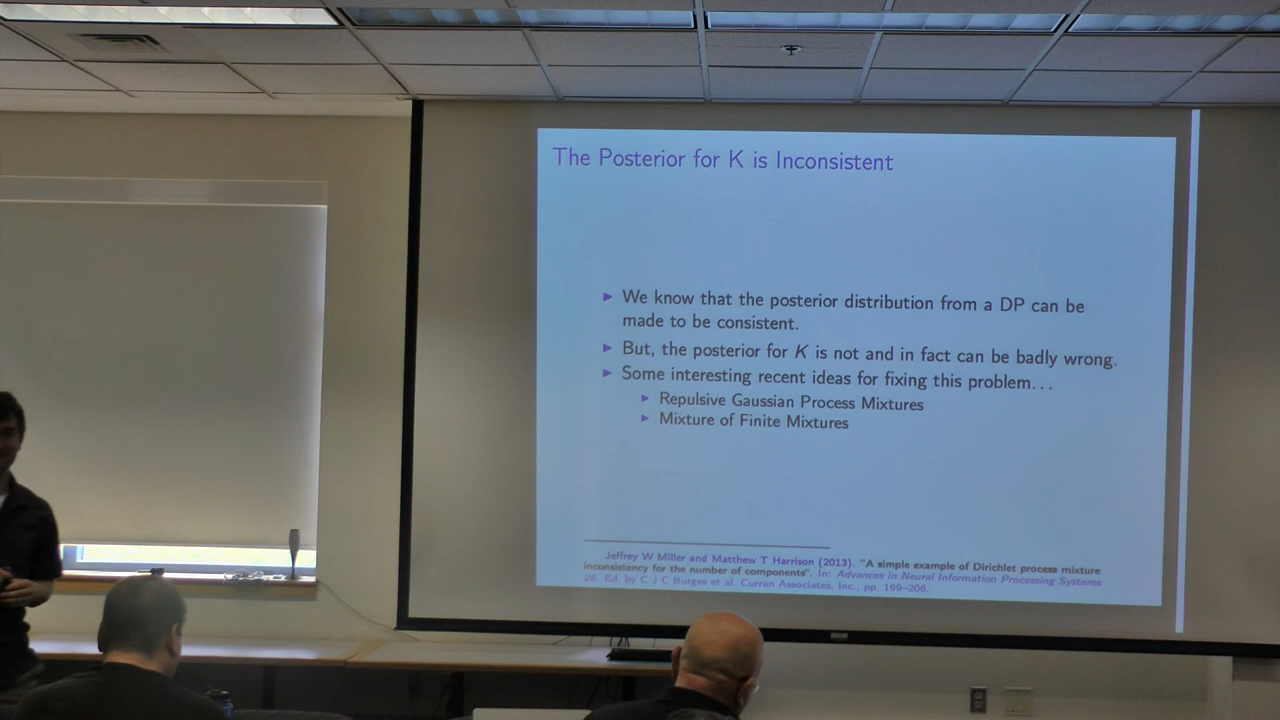 The Posterior for K is Inconsistent
▶ We know that the posterior distribution from a DP can be
made to be consistent.
▶ But, the posterior for K is not and in fact can be badly wrong.
▶ Some interesting recent ideas for fixing this problem...
▶ Repulsive Gaussian Process Mixtures
▶ Mixture of Finite Mixtures
Jeffrey W Miller and Matthew T Harrison (2013). "A simple example of Dirichlet process mixture
inconsistency for the number of components". In: Advances in Neural Information Processing Systems
26. Ed. by C J C Burges et al. Curran Associates, Inc., pp. 199–206.